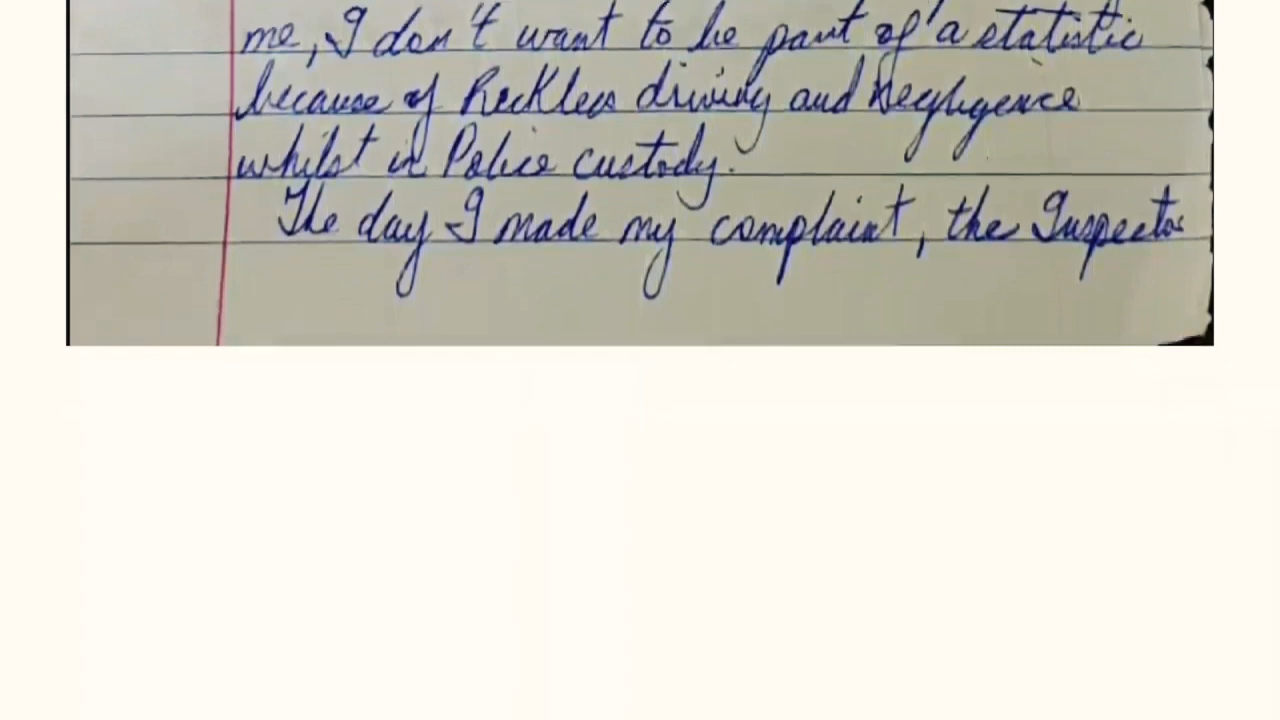 me, I don't want to be part of a statistic
because of Reckless driving and Negligence
whilst in Police custody.
The day I made my complaint, the Inspector